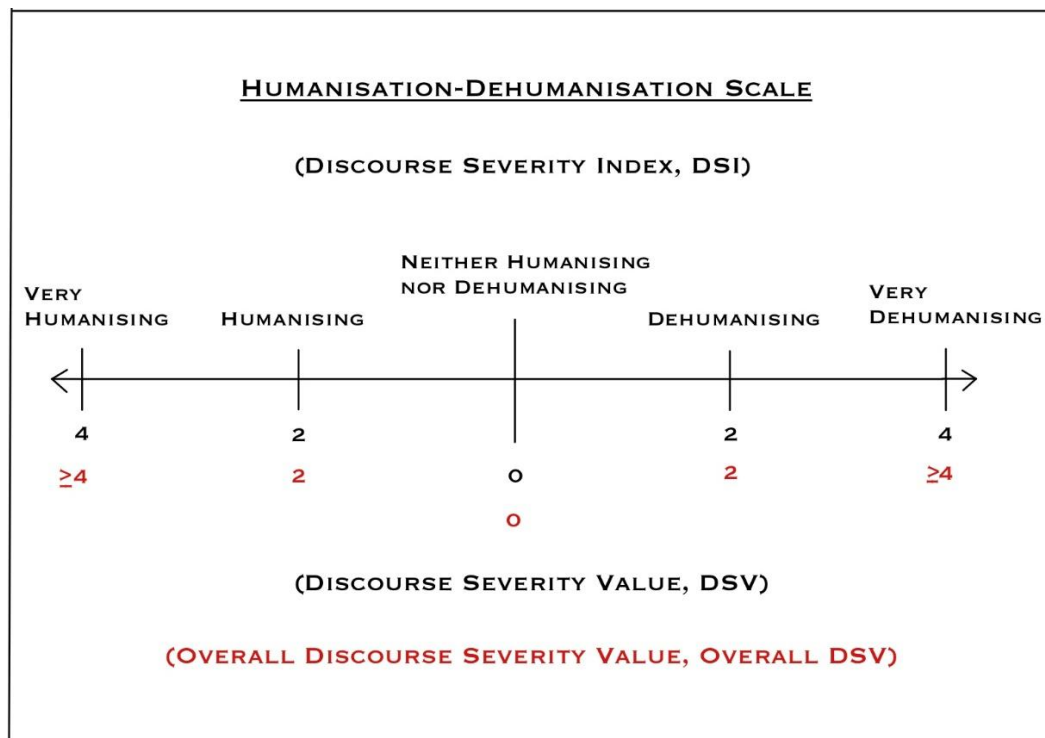 Humanisation-Dehumanisation Scale
(Discourse Severity Index, DSI)
Neither Humanising
nor Dehumanising
Very
Humanising
Humanising
Dehumanising
Very
Dehumanising
4 2 0 2 4
≥4 2 0 2 ≥4
(Discourse Severity Value, DSV)
(Overall Discourse Severity Value, Overall DSV)